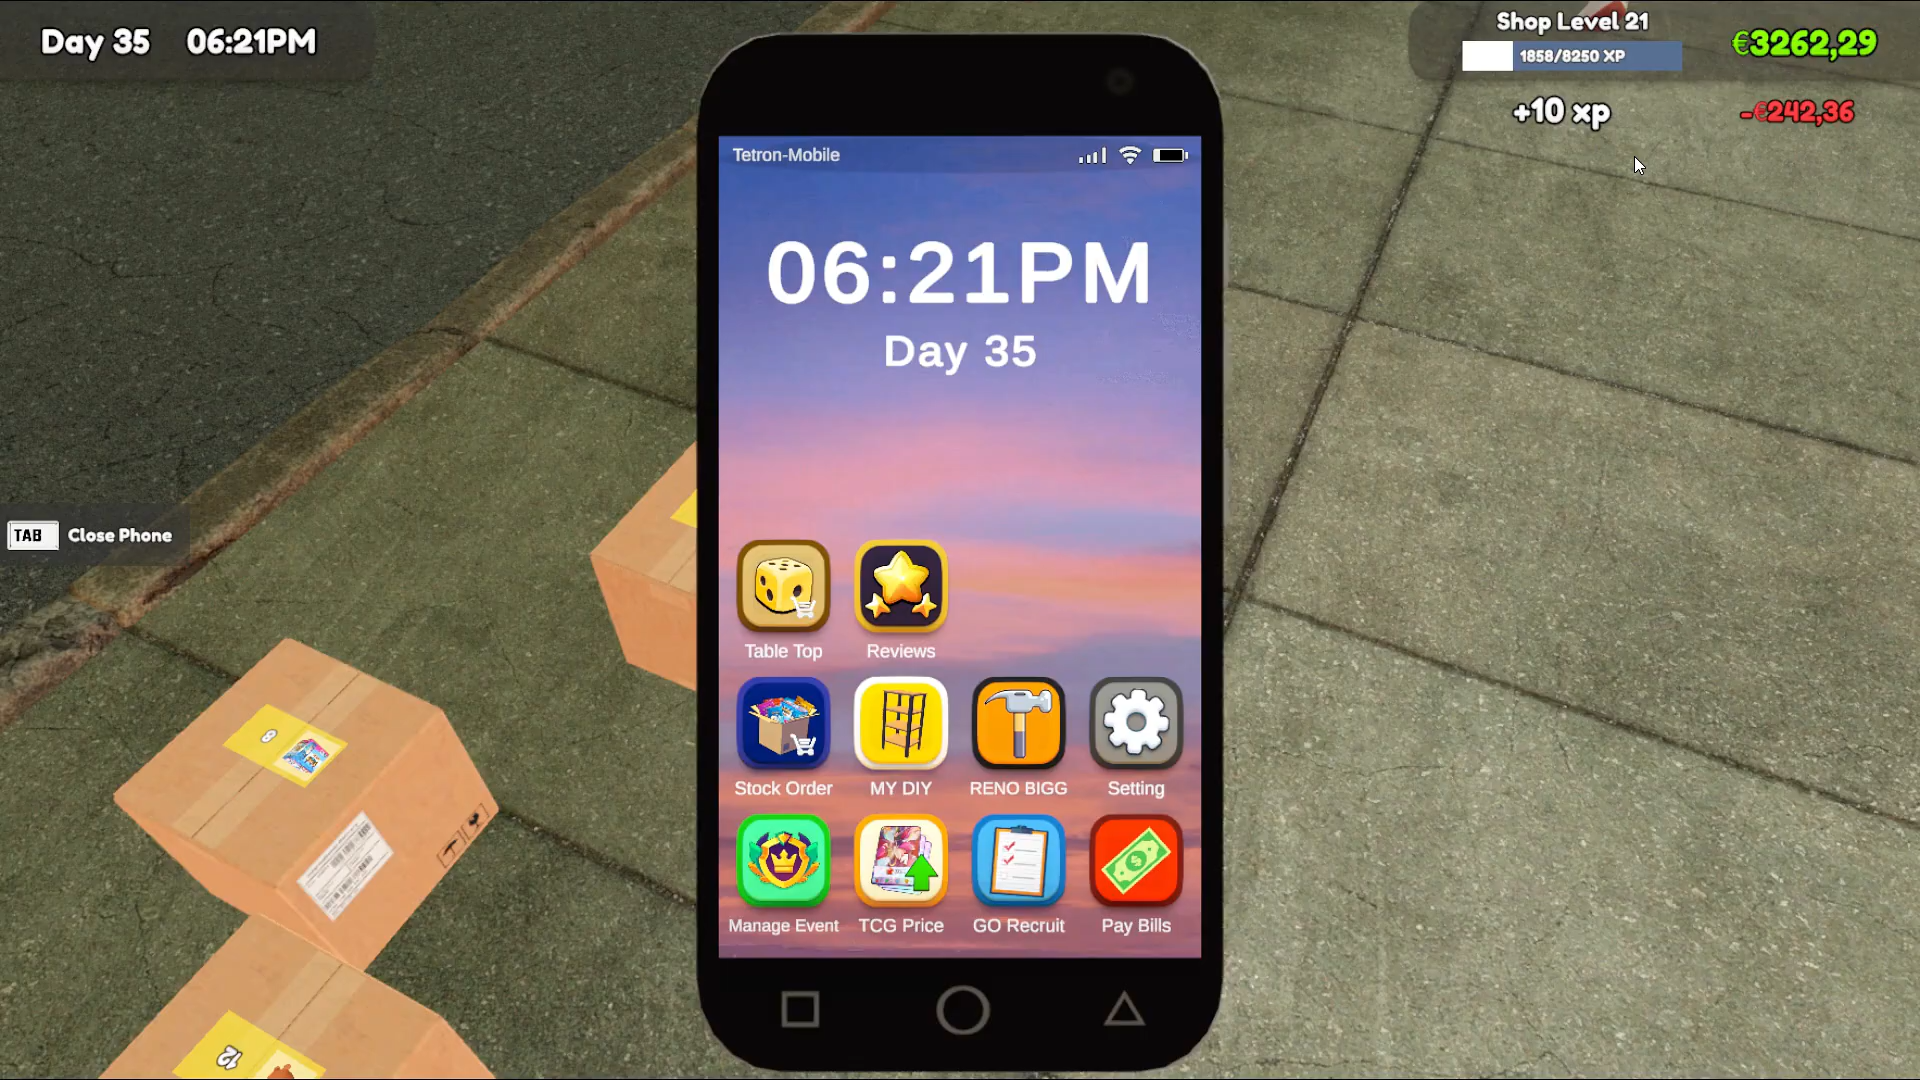 Day 35 06:21PM
Shop Level 21
1858/8250 XP
€3262,29
+10 xp
-€242,36
Tetron-Mobile
06:21PM
Day 35
TAB Close Phone
Table Top Reviews
Stock Order MY DIY RENO BIGG Setting
Manage Event TCG Price GO Recruit Pay Bills
8
12